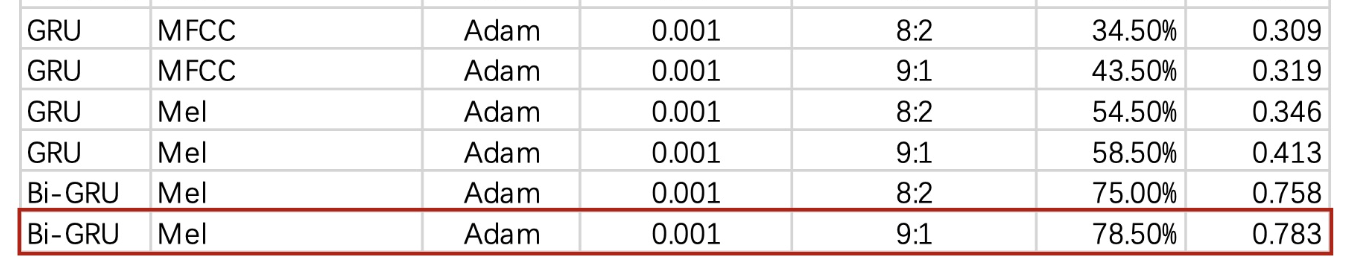 GRU MFCC Adam 0.001 8:2 34.50% 0.309
GRU MFCC Adam 0.001 9:1 43.50% 0.319
GRU Mel Adam 0.001 8:2 54.50% 0.346
GRU Mel Adam 0.001 9:1 58.50% 0.413
Bi-GRU Mel Adam 0.001 8:2 75.00% 0.758
Bi-GRU Mel Adam 0.001 9:1 78.50% 0.783